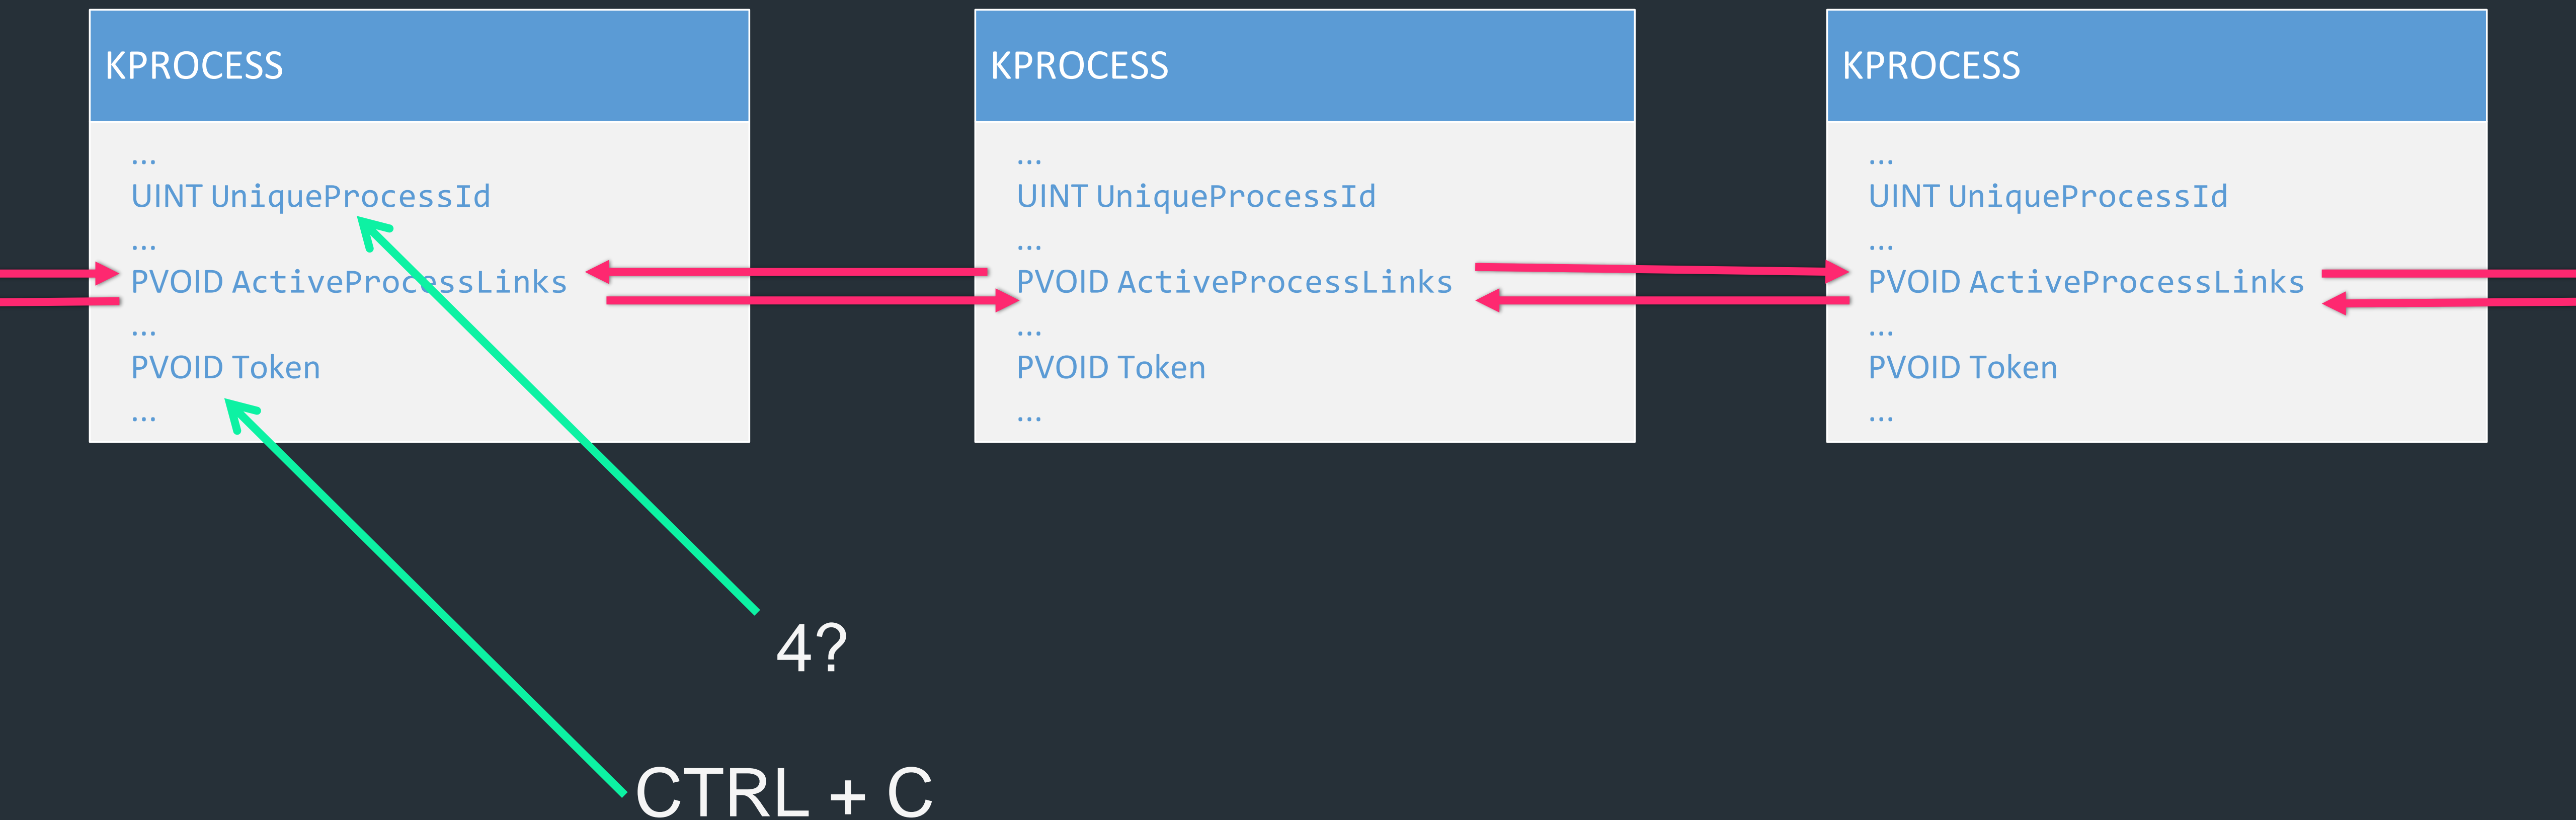 KPROCESS
...
UINT UniqueProcessId
...
PVOID ActiveProcessLinks
...
PVOID Token
...
KPROCESS
...
UINT UniqueProcessId
...
PVOID ActiveProcessLinks
...
PVOID Token
...
KPROCESS
...
UINT UniqueProcessId
...
PVOID ActiveProcessLinks
...
PVOID Token
...
4?
CTRL + C